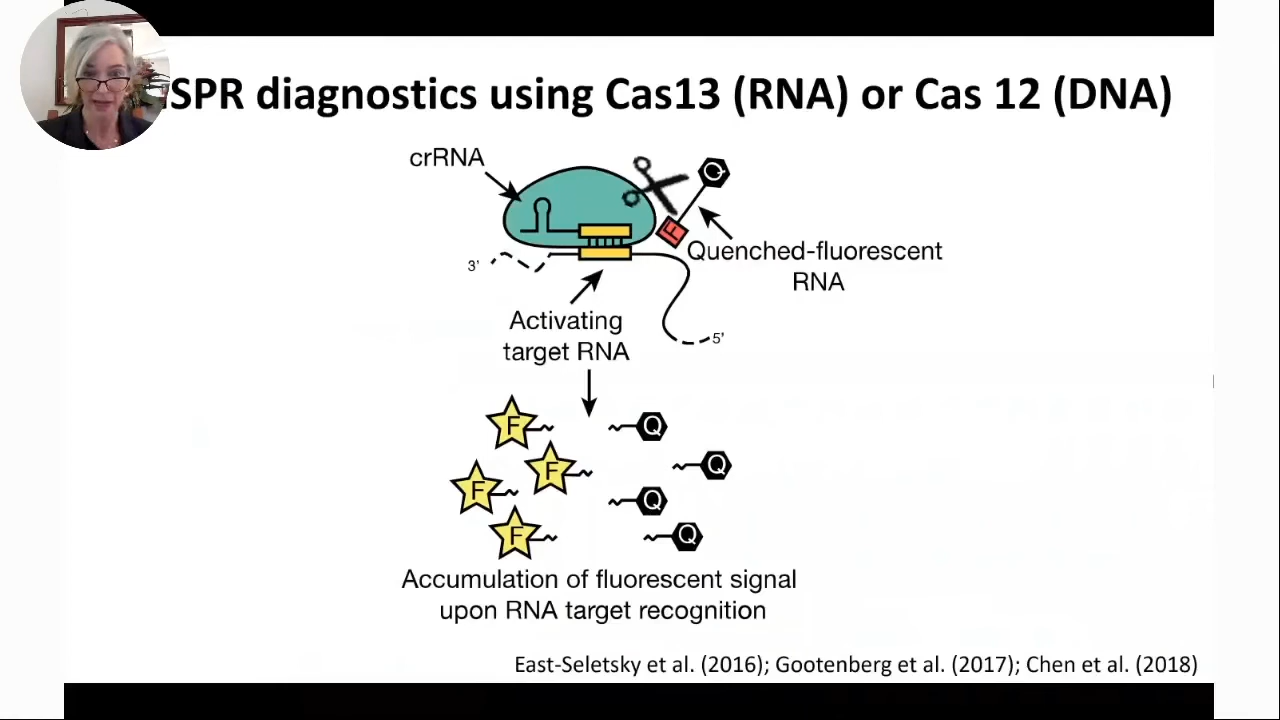 SPR diagnostics using Cas13 (RNA) or Cas 12 (DNA)
crRNA
Q
F
Quenched-fluorescent
RNA
3'
Activating
target RNA
5'
F
Q
F
Q
F
Q
F
Q
Accumulation of fluorescent signal
upon RNA target recognition
East-Seletsky et al. (2016); Gootenberg et al. (2017); Chen et al. (2018)